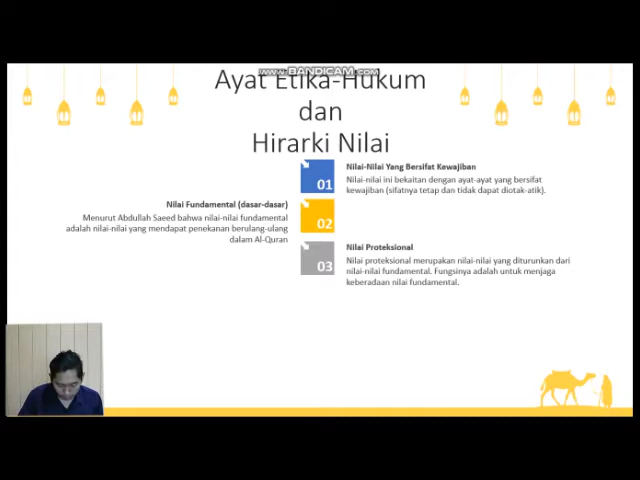 www.BANDICAM.com
Ayat Etika-Hukum
dan
Hirarki Nilai
01
Nilai-Nilai Yang Bersifat Kewajiban
Nilai-nilai ini bekaitan dengan ayat-ayat yang bersifat
kewajiban (sifatnya tetap dan tidak dapat diotak-atik).
Nilai Fundamental (dasar-dasar)
Menurut Abdullah Saeed bahwa nilai-nilai fundamental
adalah nilai-nilai yang mendapat penekanan berulang-ulang
dalam Al-Quran
02
03
Nilai Proteksional
Nilai proteksional merupakan nilai-nilai yang diturunkan dari
nilai-nilai fundamental. Fungsinya adalah untuk menjaga
keberadaan nilai fundamental.